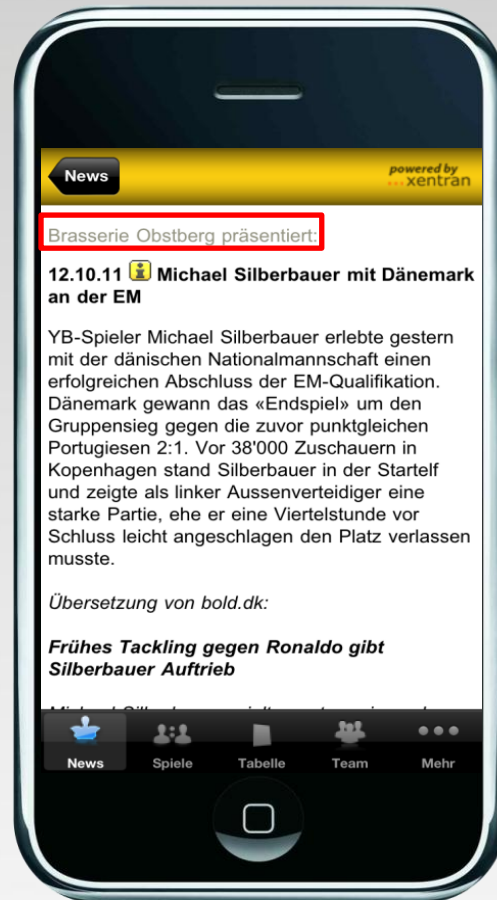 News
powered by
...xentran
Brasserie Obstberg präsentiert:
12.10.11 Michael Silberbauer mit Dänemark
an der EM
YB-Spieler Michael Silberbauer erlebte gestern
mit der dänischen Nationalmannschaft einen
erfolgreichen Abschluss der EM-Qualifikation.
Dänemark gewann das «Endspiel» um den
Gruppensieg gegen die zuvor punktgleichen
Portugiesen 2:1. Vor 38'000 Zuschauern in
Kopenhagen stand Silberbauer in der Startelf
und zeigte als linker Aussenverteidiger eine
starke Partie, ehe er eine Viertelstunde vor
Schluss leicht angeschlagen den Platz verlassen
musste.
Übersetzung von bold.dk:
Frühes Tackling gegen Ronaldo gibt
Silberbauer Auftrieb
News Spiele Tabelle Team Mehr